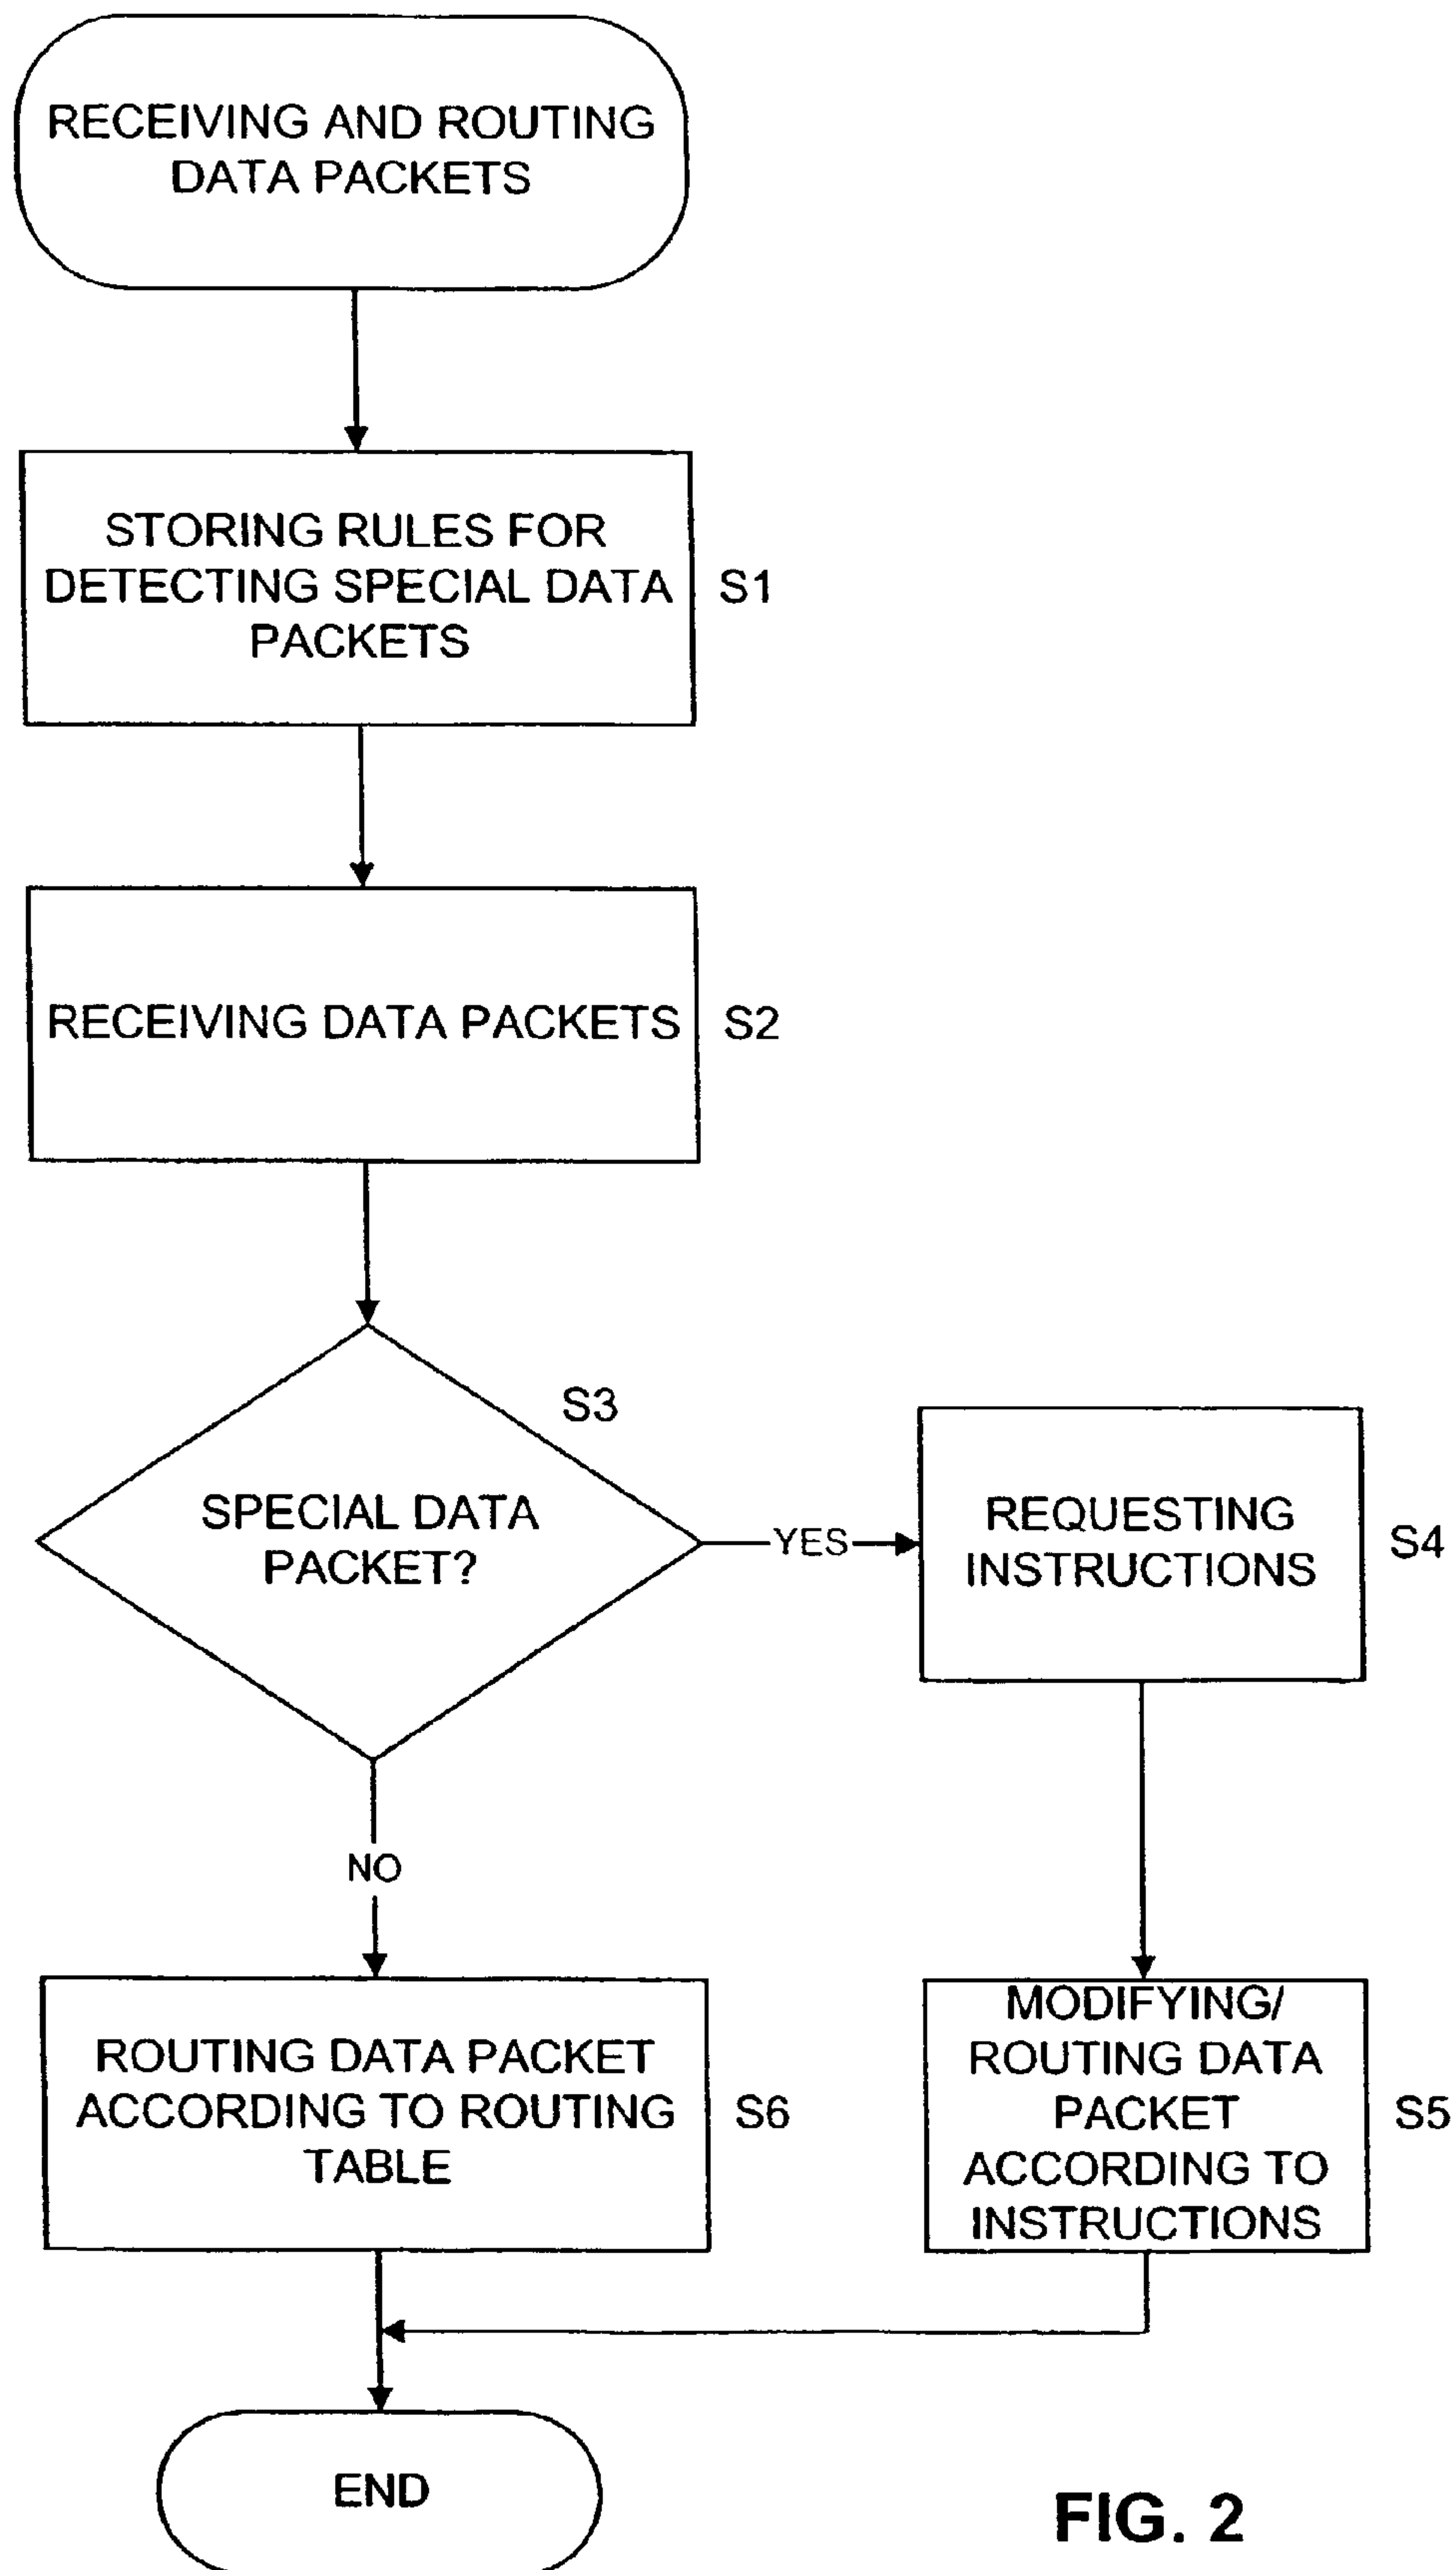 RECEIVING AND ROUTING
DATA PACKETS
STORING RULES FOR
DETECTING SPECIAL DATA
PACKETS
S1
RECEIVING DATA PACKETS
S2
S3
SPECIAL DATA
PACKET?
YES
REQUESTING
INSTRUCTIONS
S4
NO
ROUTING DATA PACKET
ACCORDING TO ROUTING
TABLE
S6
MODIFYING/
ROUTING DATA
PACKET
ACCORDING TO
INSTRUCTIONS
S5
END
FIG. 2